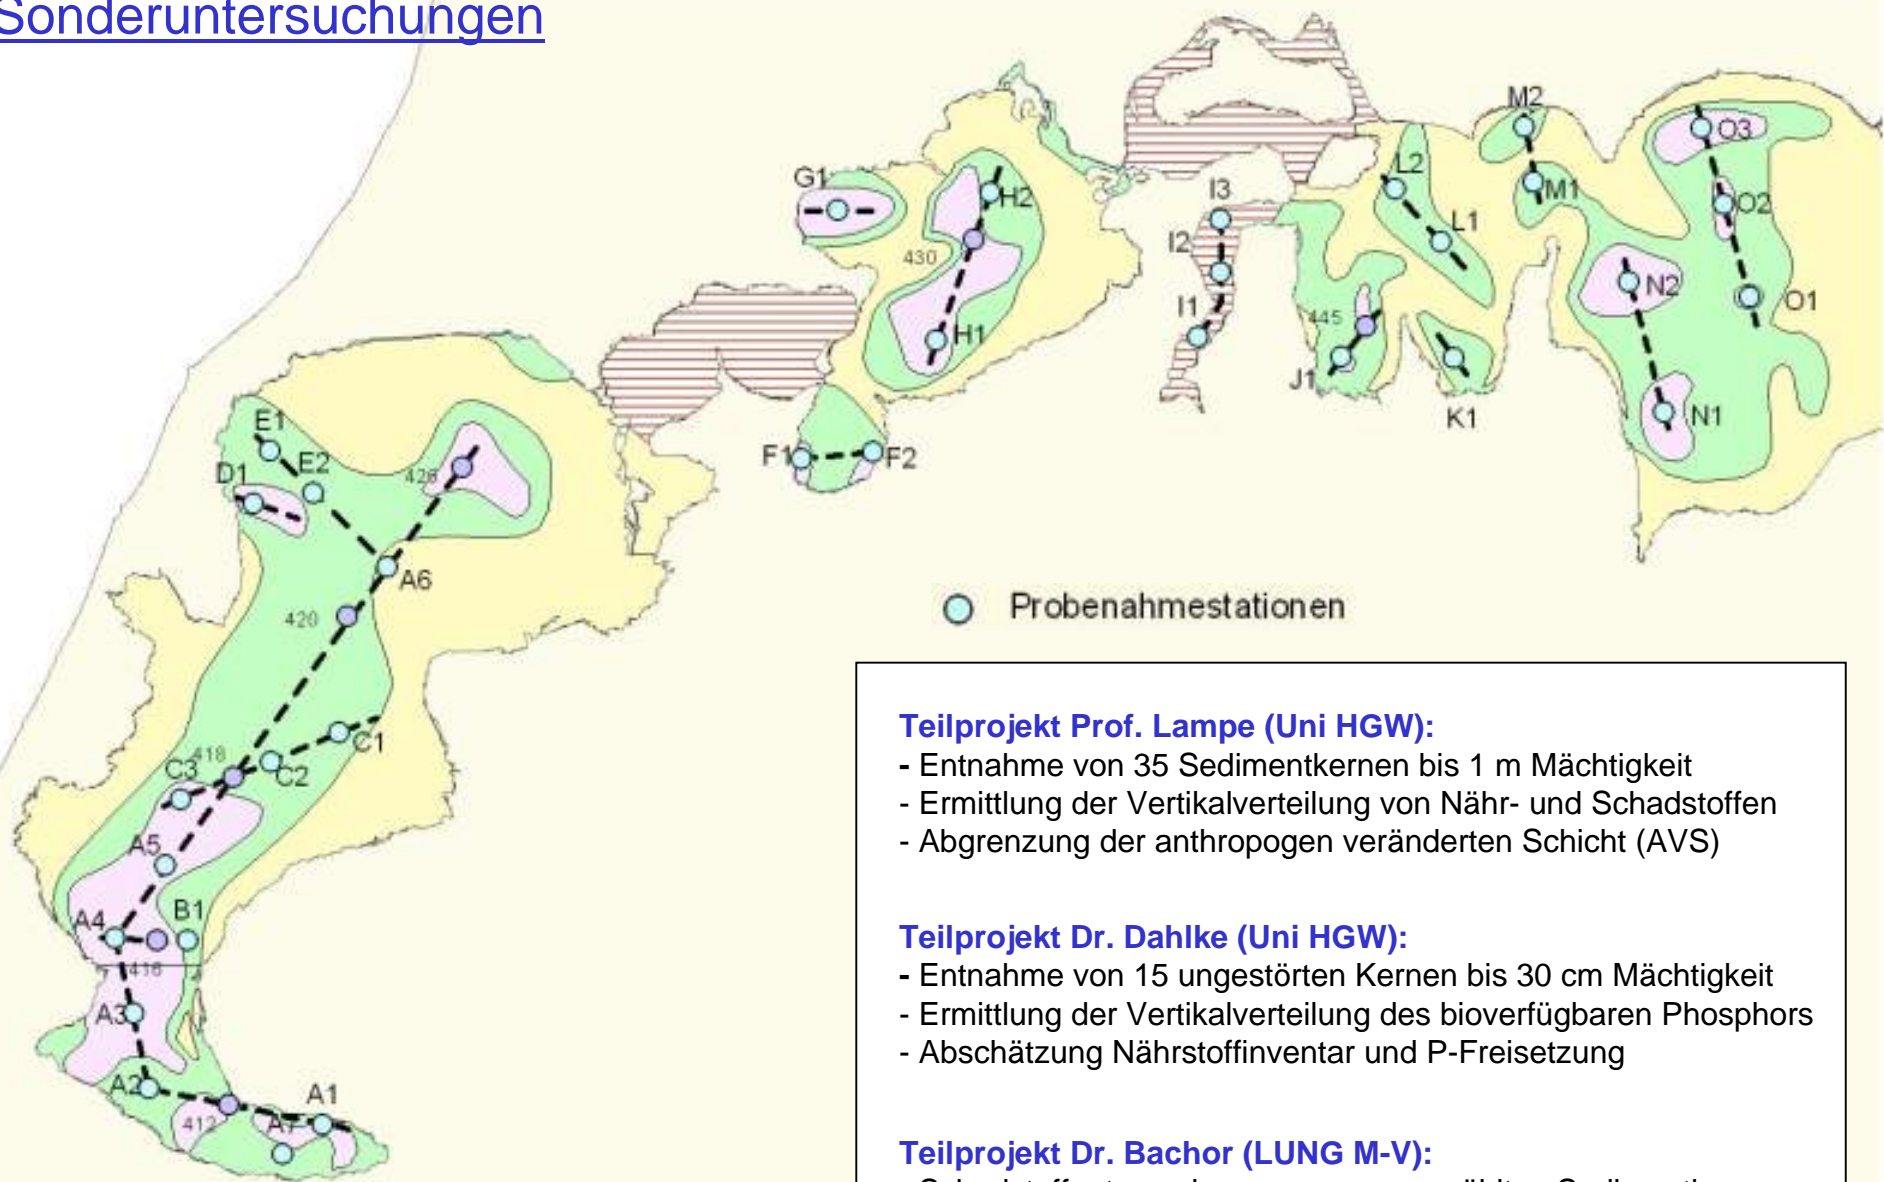 Sonderuntersuchungen
M2
O3
G1
L2
H2
I3
M1
O2
L1
I2
430
N2
O1
I1
445
H1
J1
N1
K1
E1
F1
F2
E2
D1
426
A6
Probenahmestationen
420
C1
418
C3
C2
A5
B1
A4
416
A3
A2
A1
412
A7
Teilprojekt Prof. Lampe (Uni HGW):
- Entnahme von 35 Sedimentkernen bis 1 m Mächtigkeit
- Ermittlung der Vertikalverteilung von Nähr- und Schadstoffen
- Abgrenzung der anthropogen veränderten Schicht (AVS)
Teilprojekt Dr. Dahlke (Uni HGW):
- Entnahme von 15 ungestörten Kernen bis 30 cm Mächtigkeit
- Ermittlung der Vertikalverteilung des bioverfügbaren Phosphors
- Abschätzung Nährstoffinventar und P-Freisetzung
Teilprojekt Dr. Bachor (LUNG M-V):